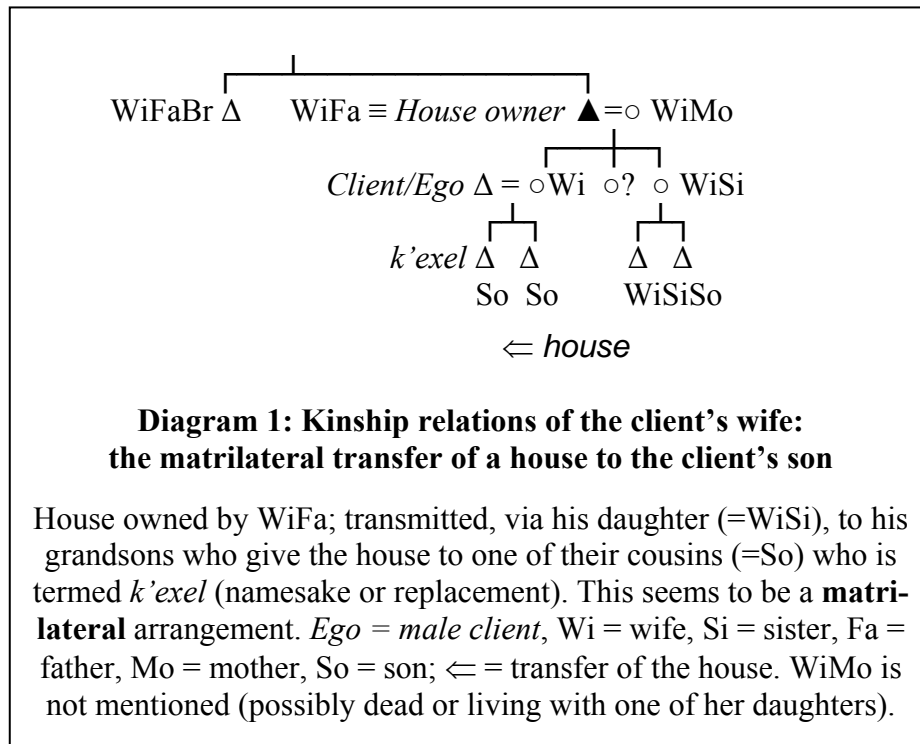 WiFaBr Δ WiFa ≡ House owner ▲ =○ WiMo
Client/Ego Δ = ○Wi ○? ○ WiSi
k’exel Δ Δ Δ Δ
So So WiSiSo
⇐ house
Diagram 1: Kinship relations of the client’s wife:
the matrilateral transfer of a house to the client’s son
House owned by WiFa; transmitted, via his daughter (=WiSi), to his
grandsons who give the house to one of their cousins (=So) who is
termed k’exel (namesake or replacement). This seems to be a matri-
lateral arrangement. Ego = male client, Wi = wife, Si = sister, Fa =
father, Mo = mother, So = son; ⇐ = transfer of the house. WiMo is
not mentioned (possibly dead or living with one of her daughters).